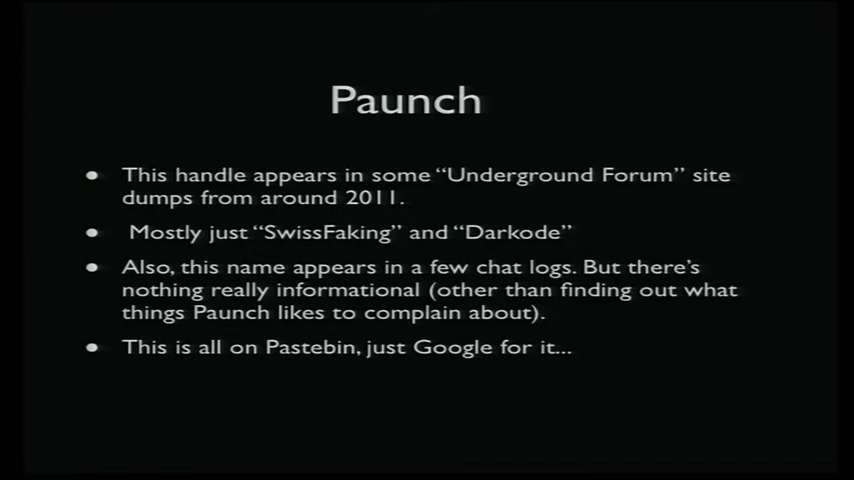 Paunch
● This handle appears in some “Underground Forum” site
dumps from around 2011.
● Mostly just “SwissFaking” and “Darkode”
● Also, this name appears in a few chat logs. But there’s
nothing really informational (other than finding out what
things Paunch likes to complain about).
● This is all on Pastebin, just Google for it...